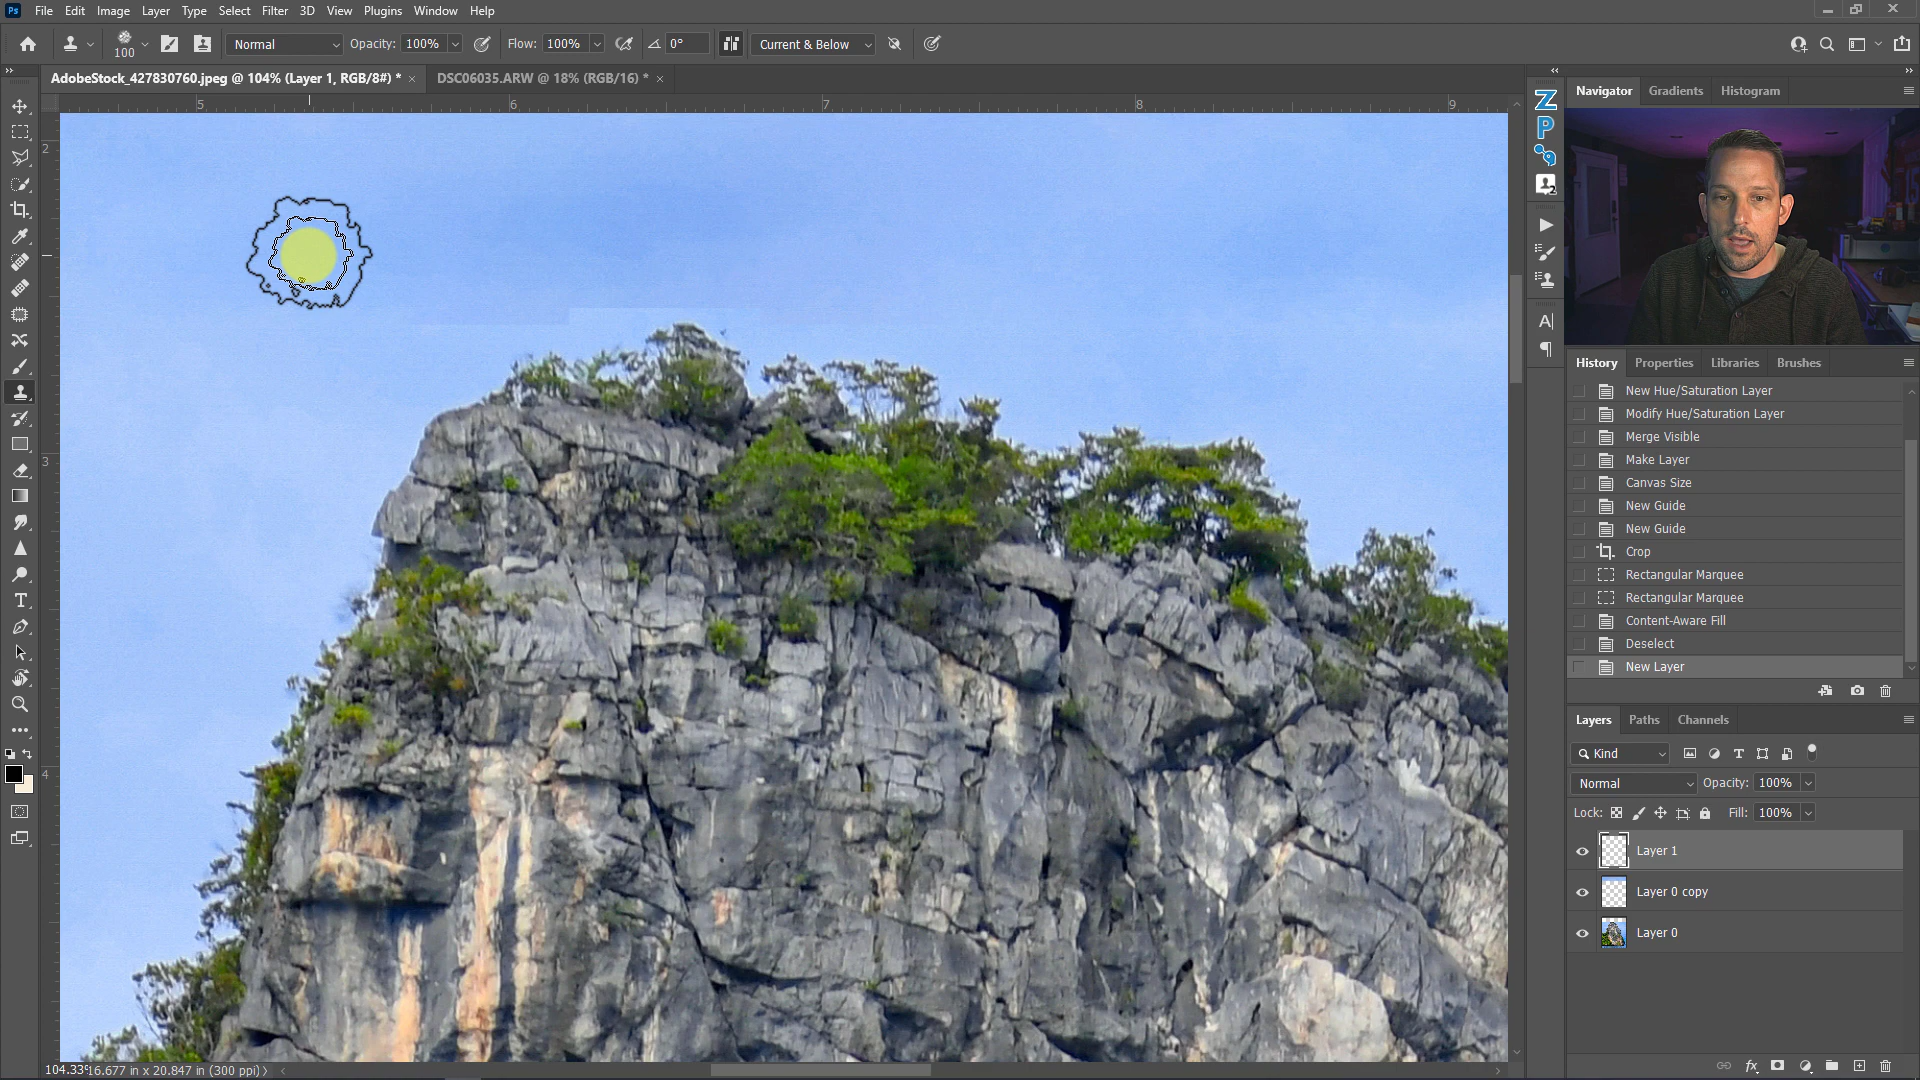 Ps File Edit Image Layer Type Select Filter 3D View Plugins Window Help
100 Normal Opacity: 100% Flow: 100% 0° Current & Below
AdobeStock_427830760.jpeg @ 104% (Layer 1, RGB/8#) * × DSC06035.ARW @ 18% (RGB/16) * ×
5 6 7 8 9
2
3
4
Z
P
A|
Navigator Gradients Histogram
History Properties Libraries Brushes
New Hue/Saturation Layer
Modify Hue/Saturation Layer
Merge Visible
Make Layer
Canvas Size
New Guide
New Guide
Crop
Rectangular Marquee
Rectangular Marquee
Content-Aware Fill
Deselect
New Layer
Layers Paths Channels
Kind
Normal Opacity: 100%
Lock: Fill: 100%
Layer 1
Layer 0 copy
Layer 0
fx
104.33% 16.677 in x 20.847 in (300 ppi)